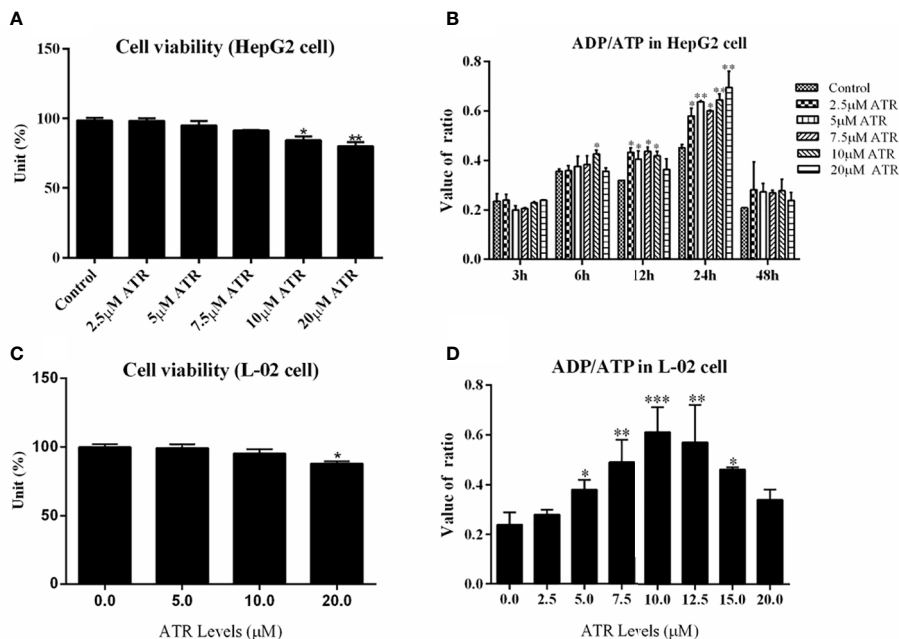 A
Cell viability (HepG2 cell)
Unit (%)
150
100
50
0
*
**
Control
2.5μM ATR
5μM ATR
7.5μM ATR
10μM ATR
20μM ATR
B
ADP/ATP in HepG2 cell
Value of ratio
0.8
0.6
0.4
0.2
0.0
*
* * * *
* ** * ** **
3h 6h 12h 24h 48h
Control
2.5μM ATR
5μM ATR
7.5μM ATR
10μM ATR
20μM ATR
C
Cell viability (L-02 cell)
Unit (%)
150
100
50
0
*
0.0 5.0 10.0 20.0
ATR Levels (μM)
D
ADP/ATP in L-02 cell
Value of ratio
0.8
0.6
0.4
0.2
0.0
* ** *** ** *
0.0 2.5 5.0 7.5 10.0 12.5 15.0 20.0
ATR Levels (μM)